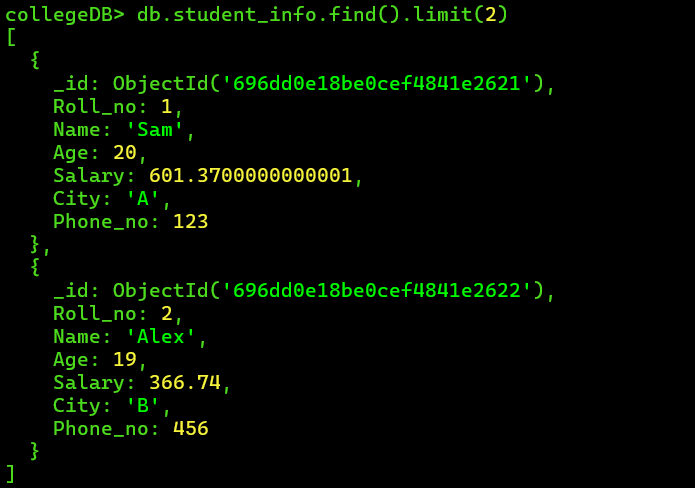 collegeDB> db.student_info.find().limit(2)
[
  {
    _id: ObjectId('696dd0e18be0cef4841e2621'),
    Roll_no: 1,
    Name: 'Sam',
    Age: 20,
    Salary: 601.3700000000001,
    City: 'A',
    Phone_no: 123
  },
  {
    _id: ObjectId('696dd0e18be0cef4841e2622'),
    Roll_no: 2,
    Name: 'Alex',
    Age: 19,
    Salary: 366.74,
    City: 'B',
    Phone_no: 456
  }
]